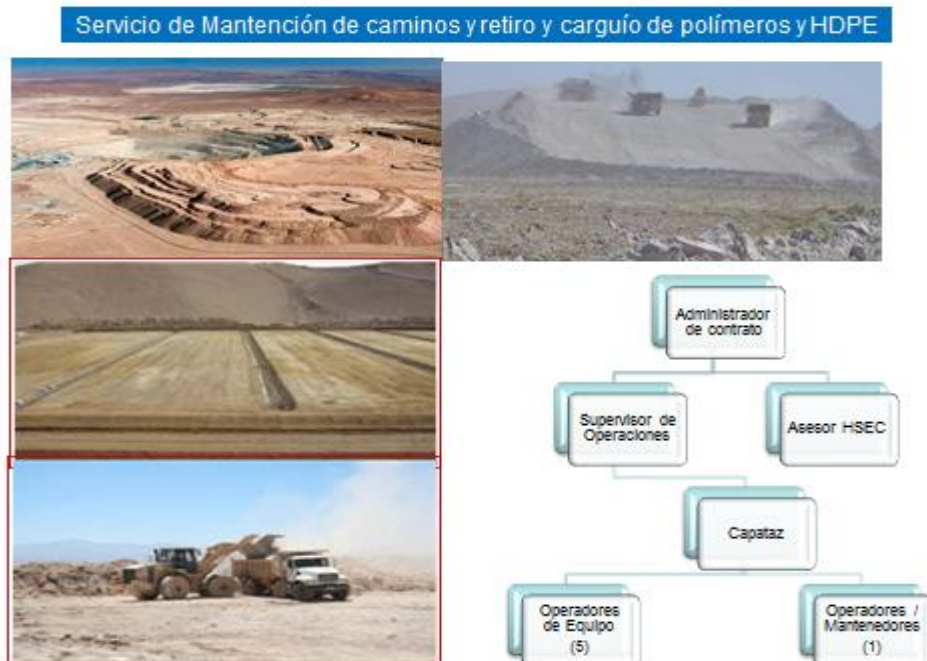 Servicio de Mantención de caminos y retiro y carguío de polímeros y HDPE
Administrador
de contrato
Supervisor de
Operaciones
Asesor HSEC
Capataz
Operadores
de Equipo
(5)
Operadores /
Mantenedores
(1)